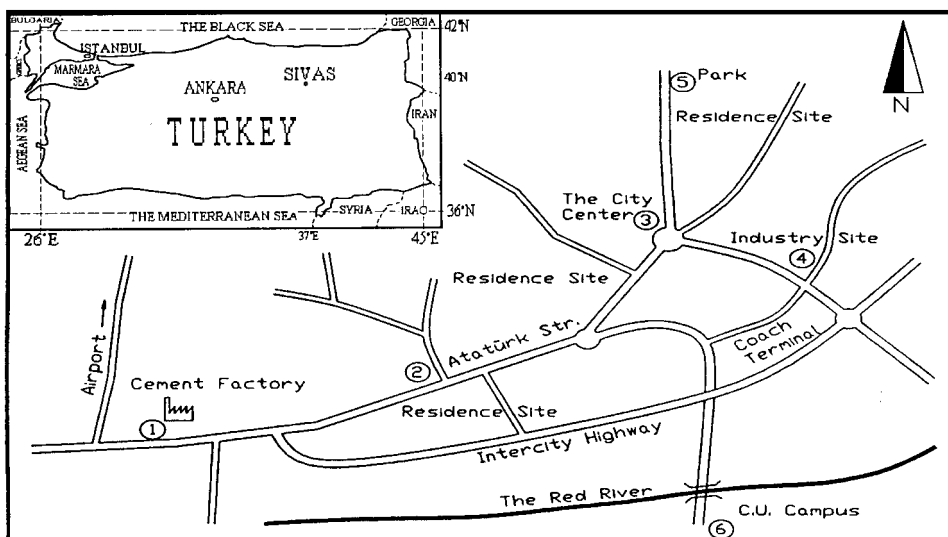 BULGARIA
THE BLACK SEA
GEORGIA
42°N
ISTANBUL
MARMARA
SEA
ANKARA
SIVAS
40°N
AEGEAN SEA
TURKEY
IRAN
THE MEDITERRANEAN SEA
SYRIA
IRAQ
36°N
26°E
37°E
45°E
N
5 Park
Residence Site
The City
Center 3
Industry Site
4
Residence Site
Airport
Atatürk Str.
Coach
Terminal
2
Cement Factory
1
Residence Site
Intercity Highway
The Red River
C.U. Campus
6